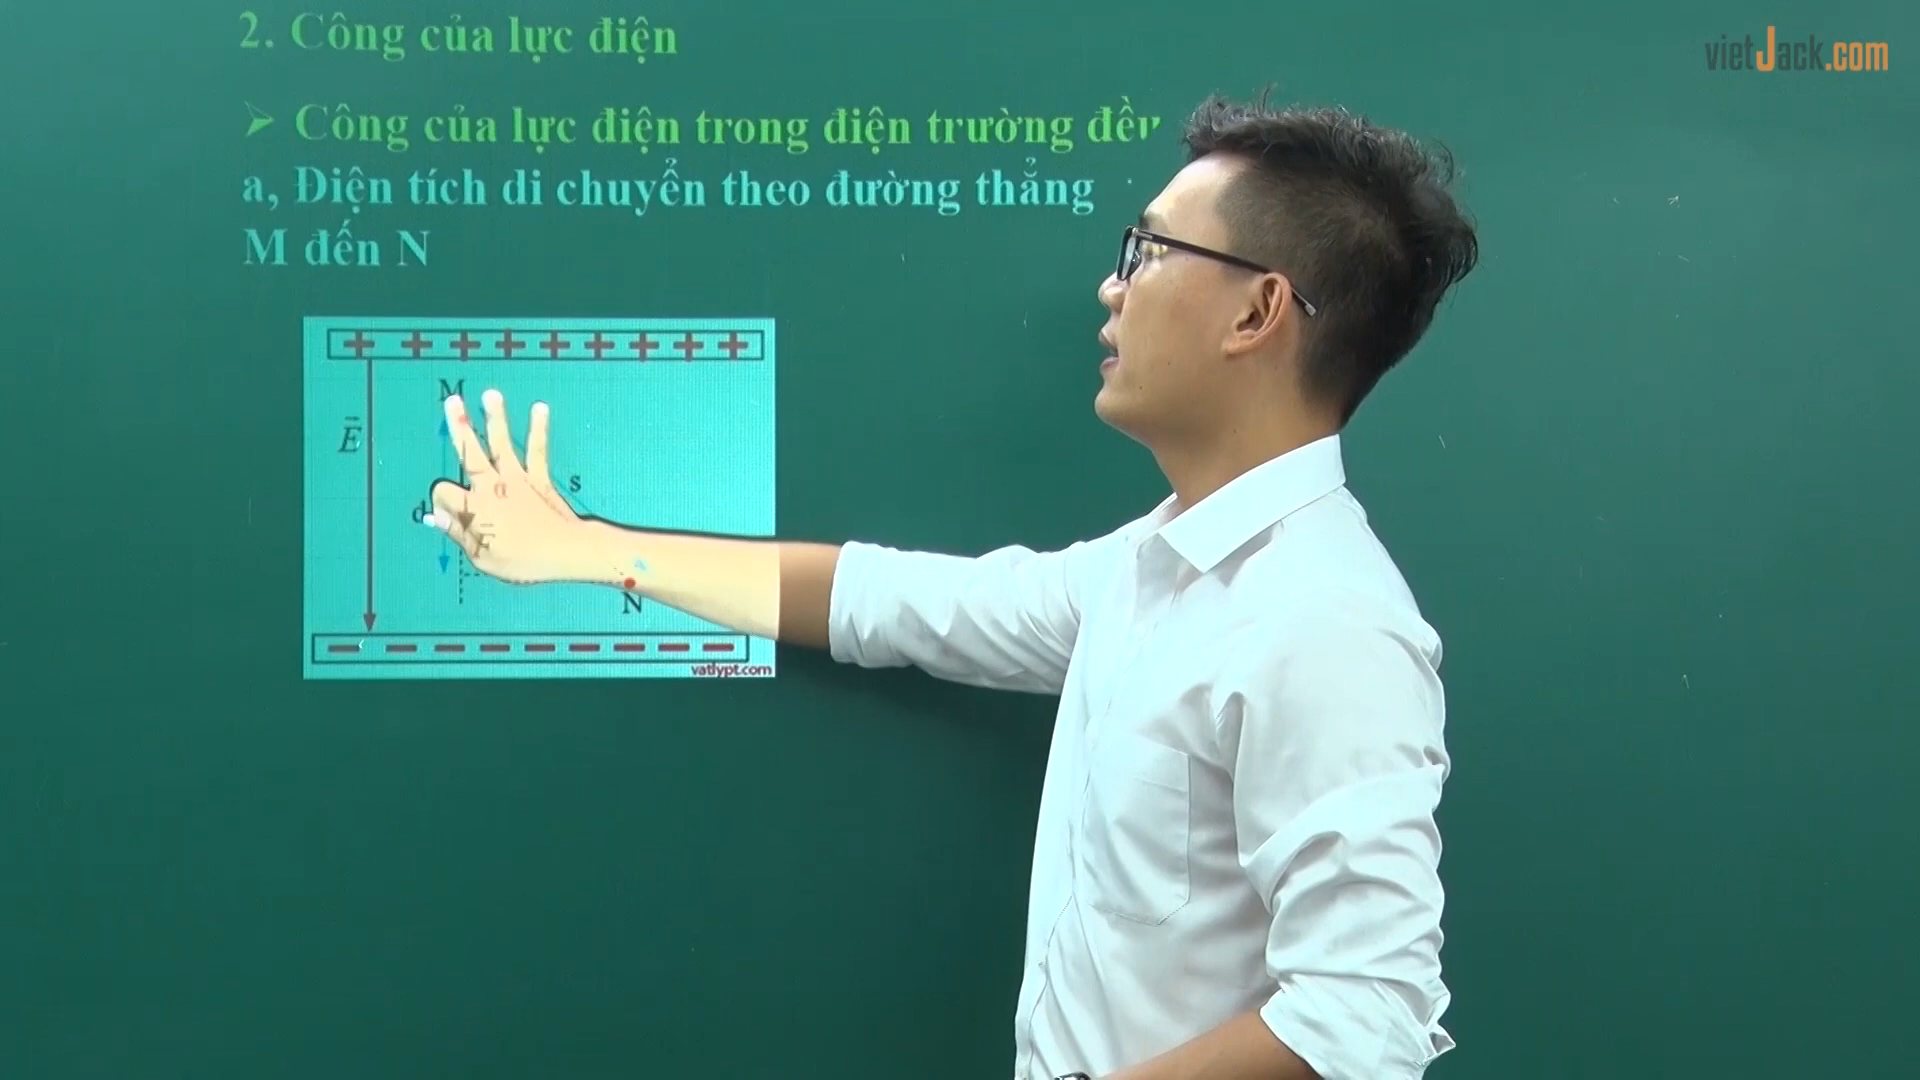 vietJack.com
2. Công của lực điện
➢ Công của lực điện trong điện trường đều
a, Điện tích di chuyển theo đường thẳng
M đến N
+ + + + + + + + +
M
E
s
α
d
F
N
− − − − − − − − −
vatlypt.com